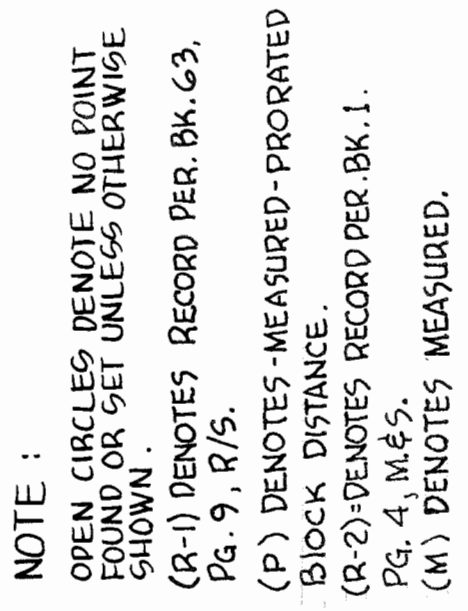 NOTE :
OPEN CIRCLES DENOTE NO POINT
FOUND OR SET UNLESS OTHERWISE
SHOWN.
(R-1) DENOTES RECORD PER. BK. 63,
PG. 9, R/S.
(P) DENOTES-MEASURED-PRORATED
BLOCK DISTANCE.
(R-2)=DENOTES RECORD PER. BK. 1.
PG. 4, M.&S.
(M) DENOTES MEASURED.